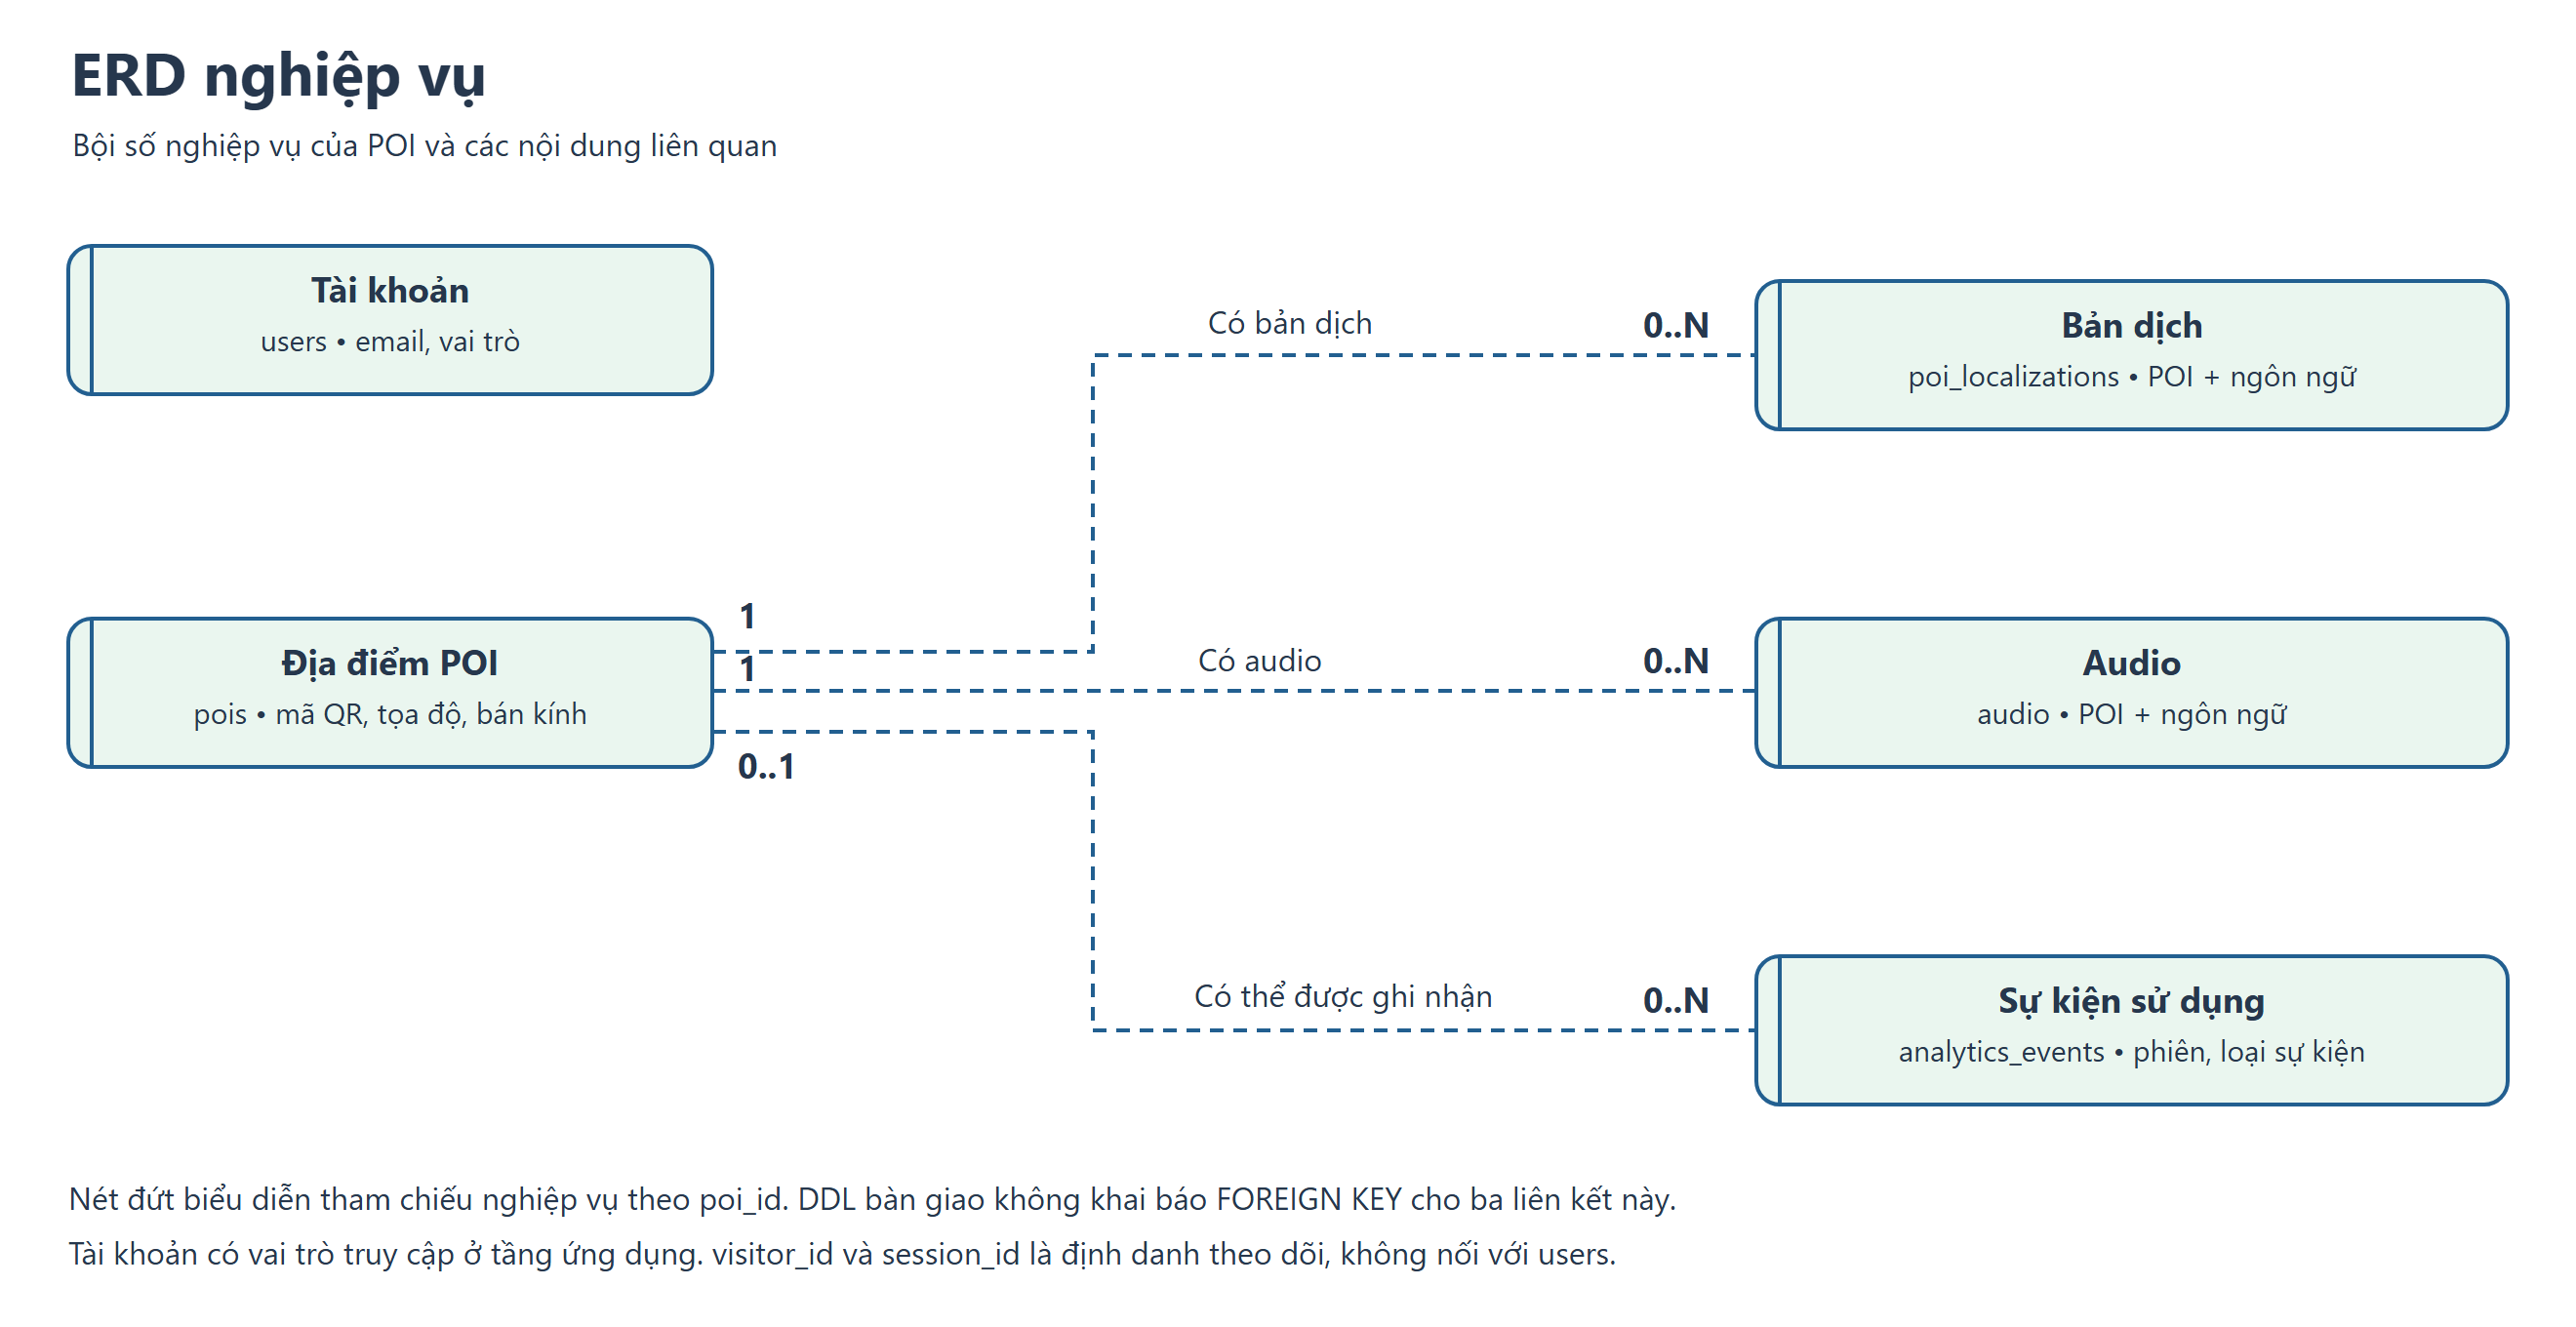 ERD nghiệp vụ
Bội số nghiệp vụ của POI và các nội dung liên quan
Tài khoản
users • email, vai trò
Có bản dịch
0..N
Bản dịch
poi_localizations • POI + ngôn ngữ
Địa điểm POI
pois • mã QR, tọa độ, bán kính
1
1
0..1
Có audio
0..N
Audio
audio • POI + ngôn ngữ
Có thể được ghi nhận
0..N
Sự kiện sử dụng
analytics_events • phiên, loại sự kiện
Nét đứt biểu diễn tham chiếu nghiệp vụ theo poi_id. DDL bàn giao không khai báo FOREIGN KEY cho ba liên kết này.
Tài khoản có vai trò truy cập ở tầng ứng dụng. visitor_id và session_id là định danh theo dõi, không nối với users.